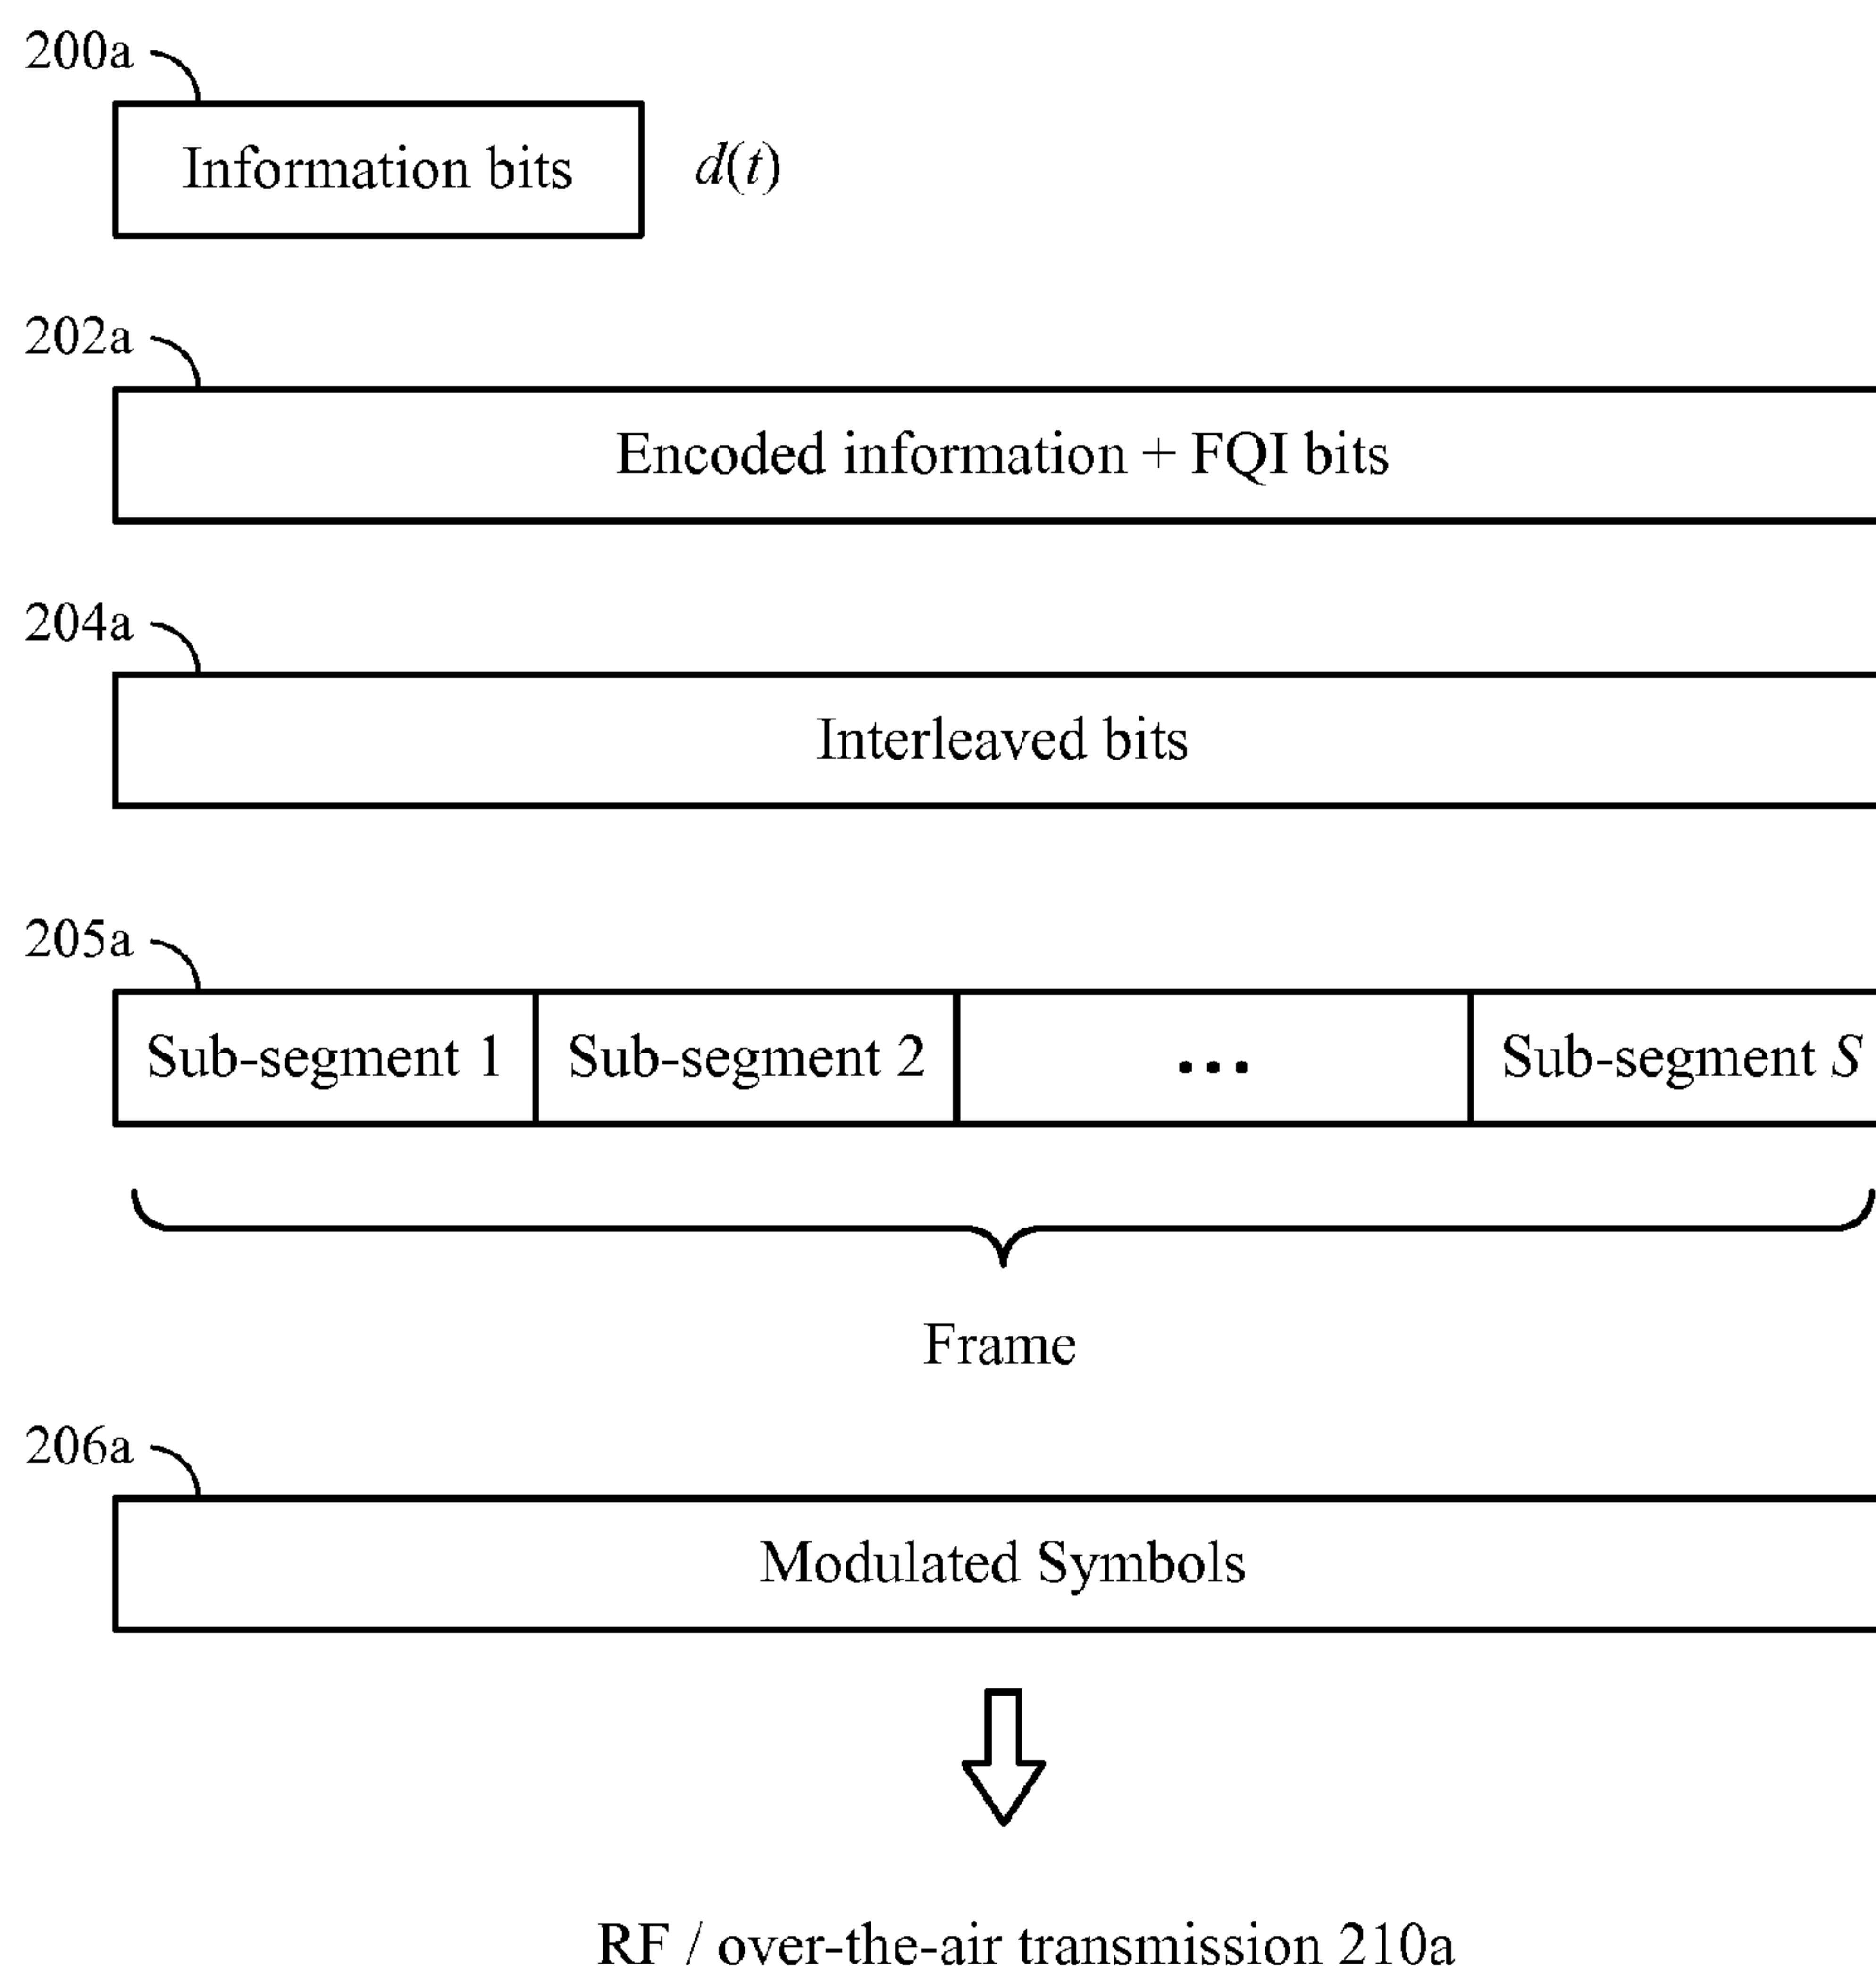 200a
Information bits d(t)
202a
Encoded information + FQI bits
204a
Interleaved bits
205a
Sub-segment 1 Sub-segment 2 ... Sub-segment S
Frame
206a
Modulated Symbols
RF / over-the-air transmission 210a